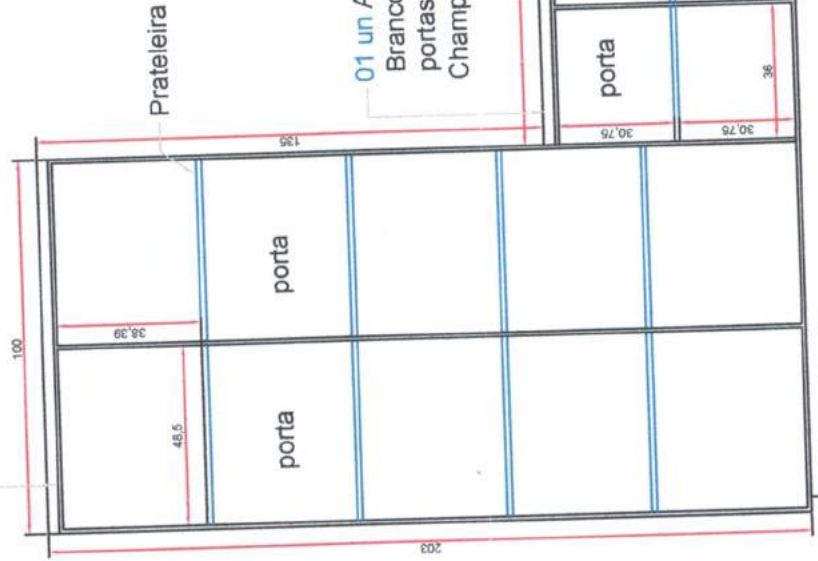 100
Prateleira
01 un A
Branco
portas
Champ
135
porta
36
30,75
30,75
38,39
porta
48,5
porta
203